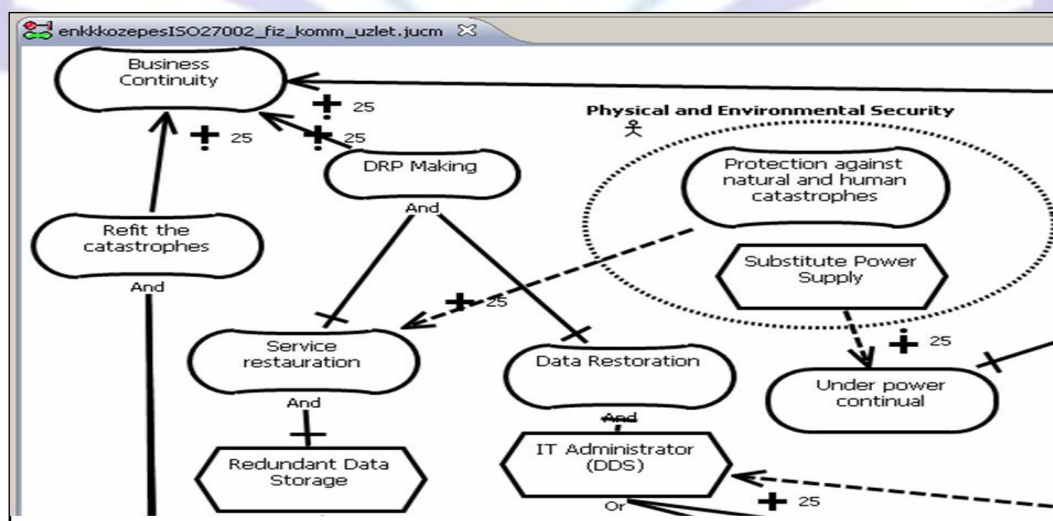 enkkkozepesISO27002_fiz_komm_uzlet.jucm
Business
Continuity
25
25
25
Physical and Environmental Security
DRP Making
And
Protection against
natural and human
catastrophes
Refit the
catastrophes
And
Substitute Power
Supply
25
25
Service
restauration
And
Data Restoration
And
Under power
continual
Redundant Data
Storage
IT Administrator
(DDS)
Or
25